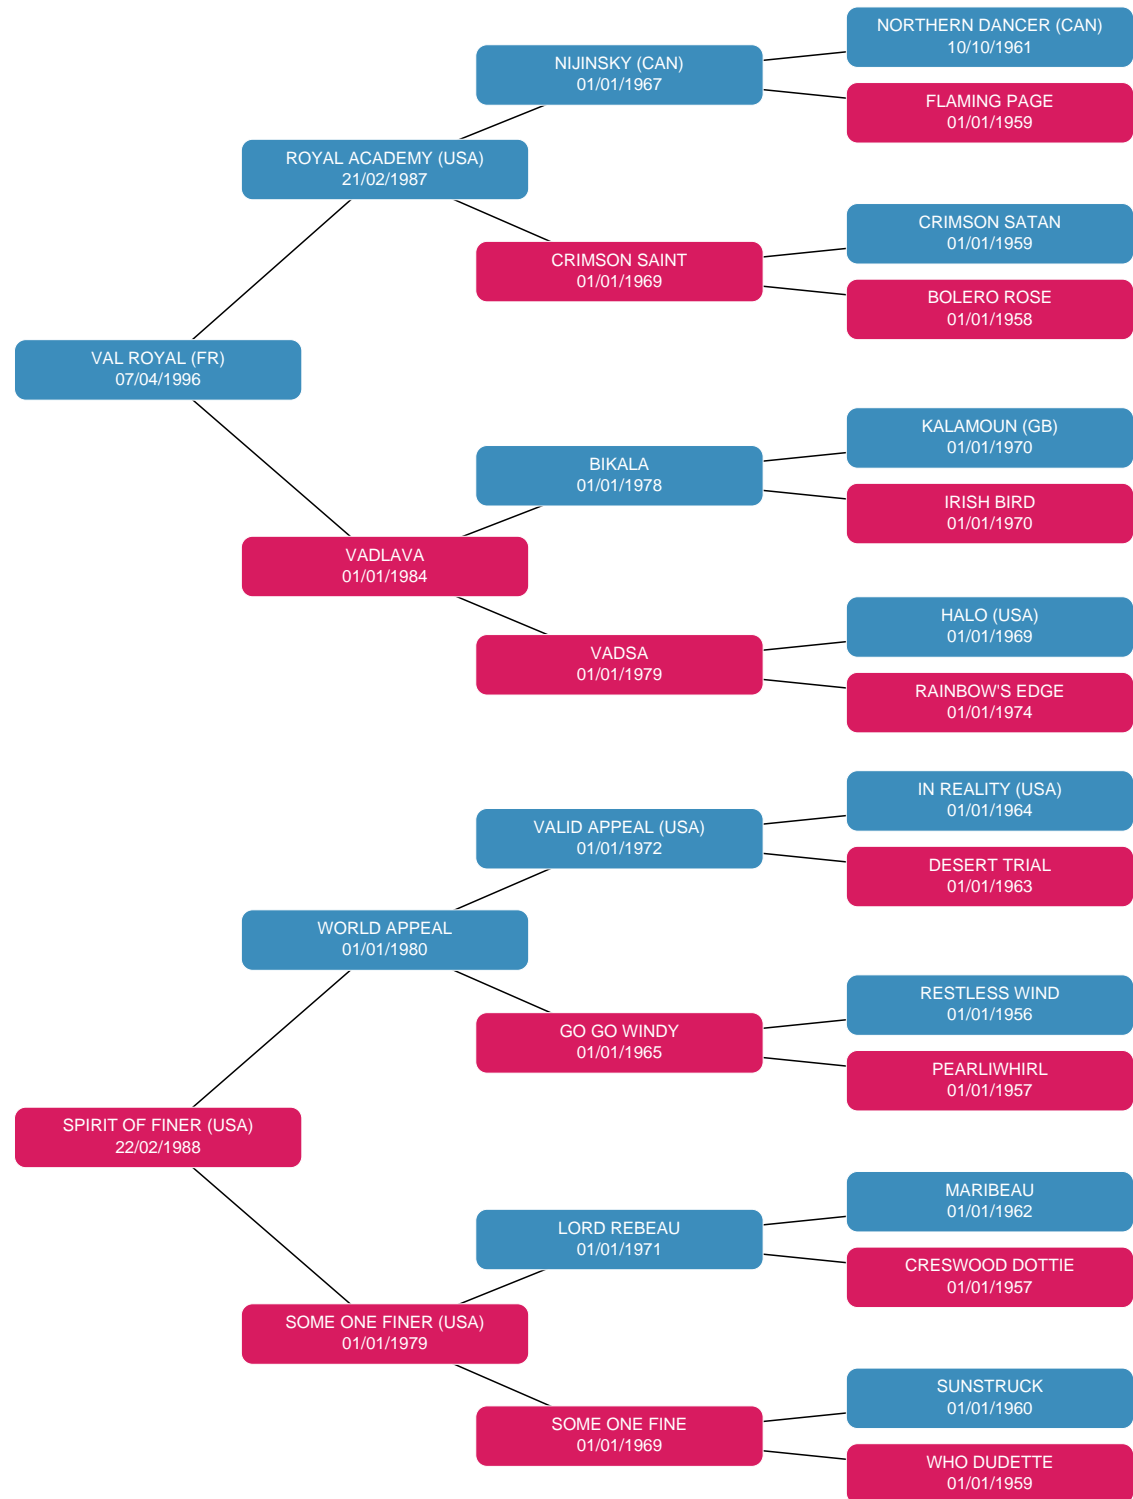 NORTHERN DANCER (CAN)
10/10/1961
NIJINSKY (CAN)
01/01/1967
FLAMING PAGE
01/01/1959
ROYAL ACADEMY (USA)
21/02/1987
CRIMSON SATAN
01/01/1959
CRIMSON SAINT
01/01/1969
BOLERO ROSE
01/01/1958
VAL ROYAL (FR)
07/04/1996
KALAMOUN (GB)
01/01/1970
BIKALA
01/01/1978
IRISH BIRD
01/01/1970
VADLAVA
01/01/1984
HALO (USA)
01/01/1969
VADSA
01/01/1979
RAINBOW'S EDGE
01/01/1974
IN REALITY (USA)
01/01/1964
VALID APPEAL (USA)
01/01/1972
DESERT TRIAL
01/01/1963
WORLD APPEAL
01/01/1980
RESTLESS WIND
01/01/1956
GO GO WINDY
01/01/1965
PEARLIWHIRL
01/01/1957
SPIRIT OF FINER (USA)
22/02/1988
MARIBEAU
01/01/1962
LORD REBEAU
01/01/1971
CRESWOOD DOTTIE
01/01/1957
SOME ONE FINER (USA)
01/01/1979
SUNSTRUCK
01/01/1960
SOME ONE FINE
01/01/1969
WHO DUDETTE
01/01/1959